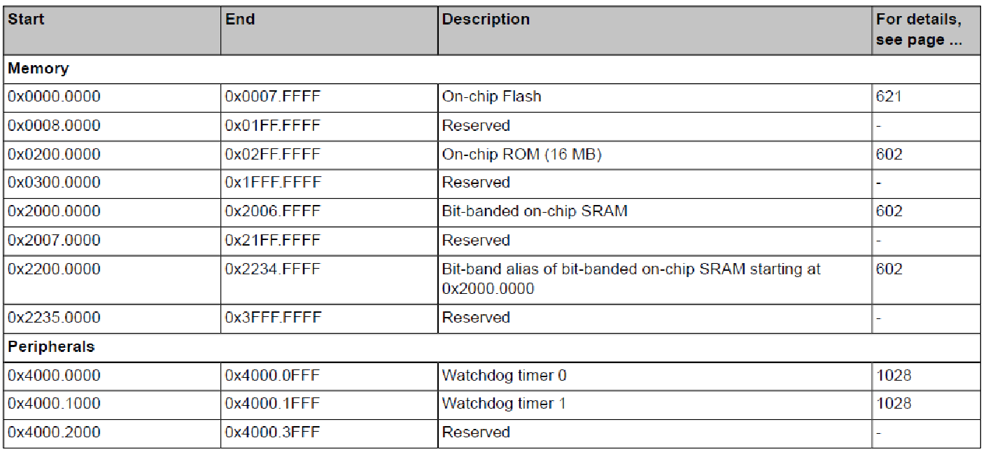 Start End Description For details,
see page ...
Memory
0x0000.0000 0x0007.FFFF On-chip Flash 621
0x0008.0000 0x01FF.FFFF Reserved -
0x0200.0000 0x02FF.FFFF On-chip ROM (16 MB) 602
0x0300.0000 0x1FFF.FFFF Reserved -
0x2000.0000 0x2006.FFFF Bit-banded on-chip SRAM 602
0x2007.0000 0x21FF.FFFF Reserved -
0x2200.0000 0x2234.FFFF Bit-band alias of bit-banded on-chip SRAM starting at 602
0x2000.0000
0x2235.0000 0x3FFF.FFFF Reserved -
Peripherals
0x4000.0000 0x4000.0FFF Watchdog timer 0 1028
0x4000.1000 0x4000.1FFF Watchdog timer 1 1028
0x4000.2000 0x4000.3FFF Reserved -